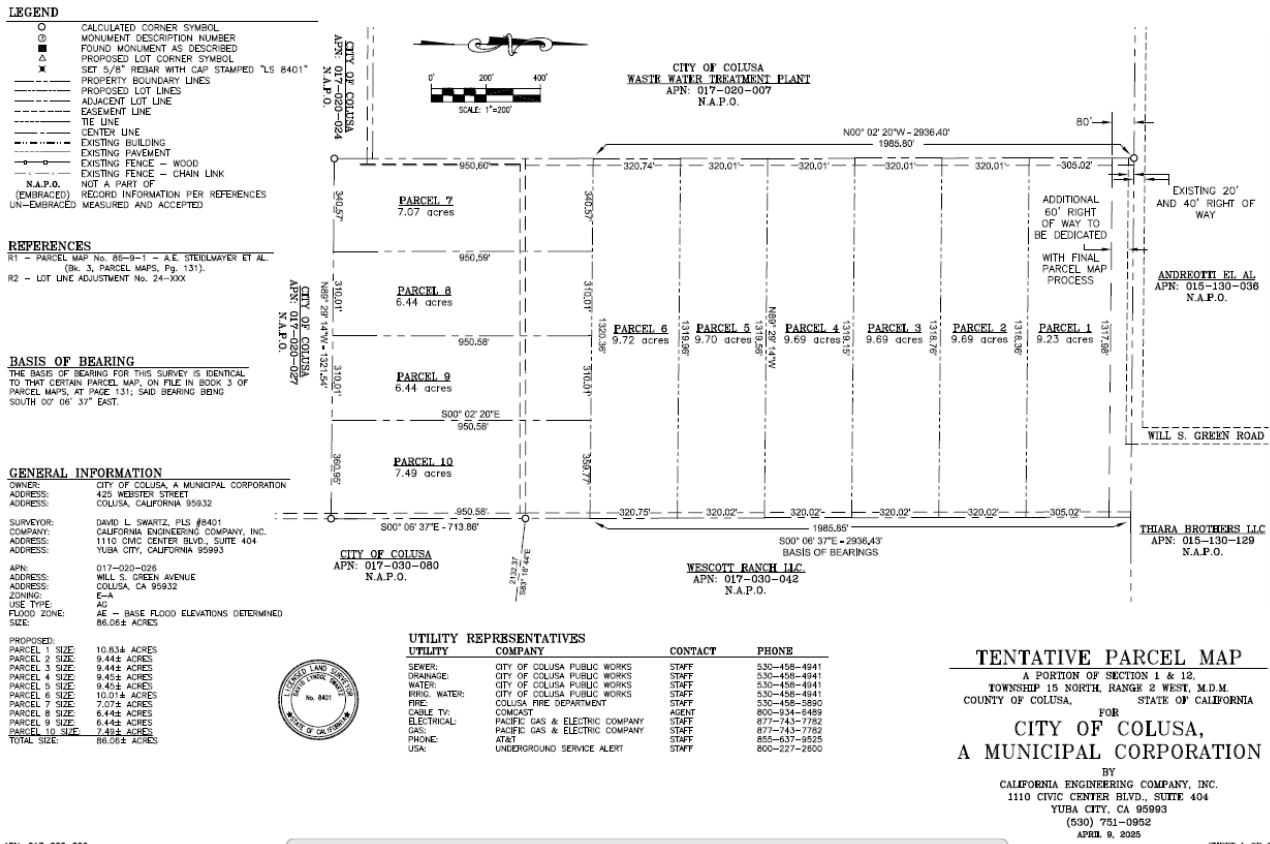 LEGEND
CALCULATED CORNER SYMBOL
MONUMENT DESCRIPTION NUMBER
FOUND MONUMENT AS DESCRIBED
PROPOSED LOT CORNER SYMBOL
SET 5/8" REBAR WITH CAP STAMPED "LS 8401"
PROPERTY BOUNDARY LINES
PROPOSED LOT LINES
ADJACENT LOT LINE
EASEMENT LINE
TIE LINE
CENTER LINE
EXISTING BUILDING
EXISTING PAVEMENT
EXISTING FENCE - WOOD
EXISTING FENCE - CHAIN LINK
N.A.P.O. NOT A PART OF
(EMBRACED) RECORD INFORMATION PER REFERENCES
UN-EMBRACED MEASURED AND ACCEPTED
REFERENCES
R1 - PARCEL MAP No. 86-9-1 - A.E. STEIDLMAYER ET AL.
(Bk. 3, PARCEL MAPS, Pg. 131).
R2 - LOT LINE ADJUSTMENT No. 24-XXX
BASIS OF BEARING
THE BASIS OF BEARING FOR THIS SURVEY IS IDENTICAL
TO THAT CERTAIN PARCEL MAP, ON FILE IN BOOK 3 OF
PARCEL MAPS, AT PAGE 131; SAID BEARING BEING
SOUTH 00° 06' 37" EAST.
GENERAL INFORMATION
OWNER: CITY OF COLUSA, A MUNICIPAL CORPORATION
ADDRESS: 425 WEBSTER STREET
ADDRESS: COLUSA, CALIFORNIA 95932
SURVEYOR: DAVID L. SWARTZ, PLS #8401
COMPANY: CALIFORNIA ENGINEERING COMPANY, INC.
ADDRESS: 1110 CIVIC CENTER BLVD., SUITE 404
ADDRESS: YUBA CITY, CALIFORNIA 95993
APN: 017-020-026
ADDRESS: WILL S. GREEN AVENUE
ADDRESS: COLUSA, CA 95932
ZONING: E-A
USE TYPE: AG
FLOOD ZONE: AE - BASE FLOOD ELEVATIONS DETERMINED
SIZE: 86.06± ACRES
PROPOSED:
PARCEL 1 SIZE: 10.83± ACRES
PARCEL 2 SIZE: 9.44± ACRES
PARCEL 3 SIZE: 9.44± ACRES
PARCEL 4 SIZE: 9.45± ACRES
PARCEL 5 SIZE: 9.45± ACRES
PARCEL 6 SIZE: 10.01± ACRES
PARCEL 7 SIZE: 7.07± ACRES
PARCEL 8 SIZE: 6.44± ACRES
PARCEL 9 SIZE: 6.44± ACRES
PARCEL 10 SIZE: 7.49± ACRES
TOTAL SIZE: 86.06± ACRES
CITY OF COLUSA
APN: 017-020-024
N.A.P.O.
0' 200' 400'
SCALE: 1"=200'
CITY OF COLUSA
WASTE WATER TREATMENT PLANT
APN: 017-020-007
N.A.P.O.
80'
N00° 02' 20"W - 2936.40'
1985.80'
950.60'
320.74'
320.01'
320.01'
320.01'
320.01'
305.02'
EXISTING 20'
AND 40' RIGHT OF
WAY
ADDITIONAL
60' RIGHT
OF WAY TO
BE DEDICATED
WITH FINAL
PARCEL MAP
PROCESS
340.57'
PARCEL 7
7.07 acres
340.57'
950.59'
310.01'
PARCEL 8
6.44 acres
310.01'
950.58'
CITY OF COLUSA
APN: 017-020-027
N.A.P.O.
N89° 29' 14"W - 1321.54'
310.01'
PARCEL 9
6.44 acres
310.01'
S00° 02' 20"E
950.58'
360.95'
PARCEL 10
7.49 acres
359.77'
1320.36'
PARCEL 6
9.72 acres
1319.96'
PARCEL 5
9.70 acres
1319.56'
N89° 29' 14"W
PARCEL 4
9.69 acres
1319.15'
PARCEL 3
9.69 acres
1318.76'
PARCEL 2
9.69 acres
1318.36'
PARCEL 1
9.23 acres
1317.98'
ANDREOTTI EL AL
APN: 015-130-036
N.A.P.O.
WILL S. GREEN ROAD
950.58'
320.75'
320.02'
320.02'
320.02'
320.02'
305.02'
S00° 06' 37"E - 713.86'
1985.85'
S00° 06' 37"E - 2936.43'
BASIS OF BEARINGS
THIARA BROTHERS LLC
APN: 015-130-129
N.A.P.O.
CITY OF COLUSA
APN: 017-030-080
N.A.P.O.
2132.37
S83° 18' 44"E
WESCOTT RANCH LLC.
APN: 017-030-042
N.A.P.O.
LICENSED LAND SURVEYOR
DAVID LYNDLE SWARTZ
No. 8401
STATE OF CALIFORNIA
UTILITY REPRESENTATIVES
UTILITY COMPANY CONTACT PHONE
SEWER: CITY OF COLUSA PUBLIC WORKS STAFF 530-458-4941
DRAINAGE: CITY OF COLUSA PUBLIC WORKS STAFF 530-458-4941
WATER: CITY OF COLUSA PUBLIC WORKS STAFF 530-458-4941
IRRIG. WATER: CITY OF COLUSA PUBLIC WORKS STAFF 530-458-4941
FIRE: COLUSA FIRE DEPARTMENT STAFF 530-458-5890
CABLE TV: COMCAST AGENT 800-934-6489
ELECTRICAL: PACIFIC GAS & ELECTRIC COMPANY STAFF 877-743-7782
GAS: PACIFIC GAS & ELECTRIC COMPANY STAFF 877-743-7782
PHONE: AT&T STAFF 855-637-9525
USA: UNDERGROUND SERVICE ALERT STAFF 800-227-2600
TENTATIVE PARCEL MAP
A PORTION OF SECTION 1 & 12,
TOWNSHIP 15 NORTH, RANGE 2 WEST, M.D.M.
COUNTY OF COLUSA, STATE OF CALIFORNIA
FOR
CITY OF COLUSA,
A MUNICIPAL CORPORATION
BY
CALIFORNIA ENGINEERING COMPANY, INC.
1110 CIVIC CENTER BLVD., SUITE 404
YUBA CITY, CA 95993
(530) 751-0952
APRIL 9, 2025